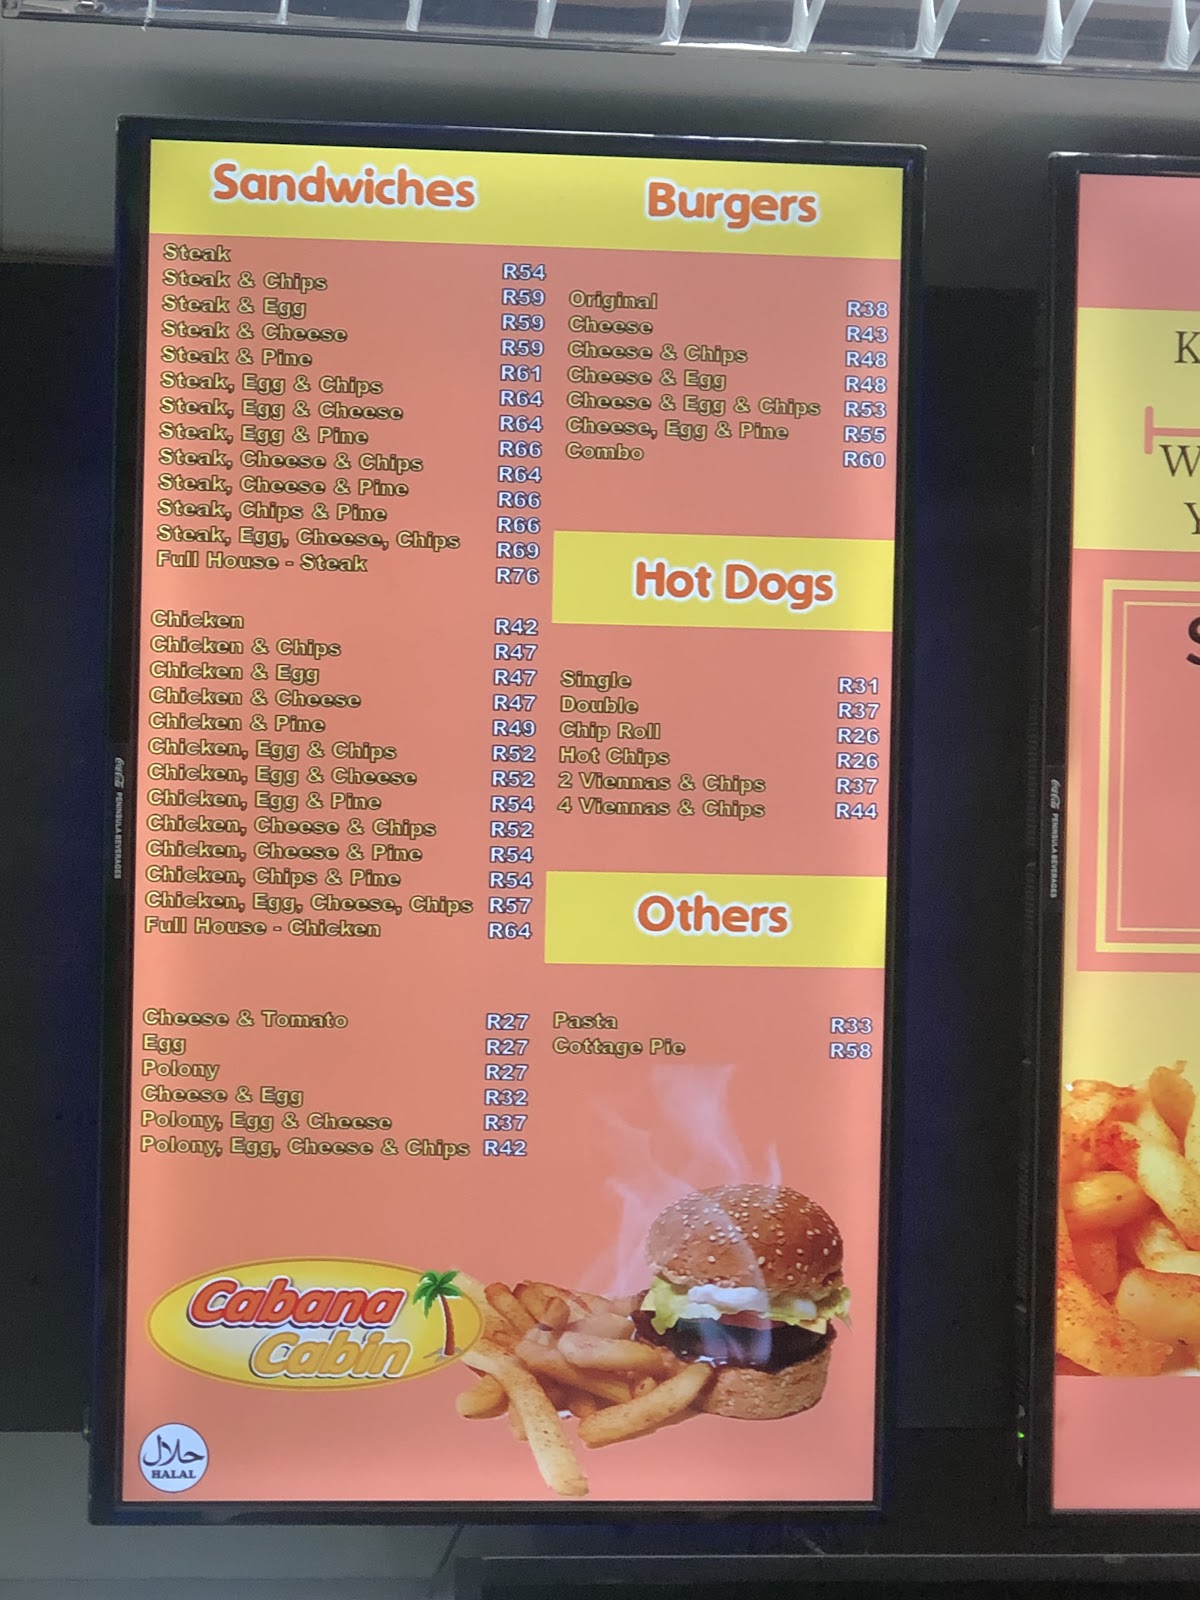 Sandwiches
Steak R54
Steak & Chips R59
Steak & Egg R59
Steak & Cheese R59
Steak & Pine R61
Steak, Egg & Chips R64
Steak, Egg & Cheese R64
Steak, Egg & Pine R66
Steak, Cheese & Chips R64
Steak, Cheese & Pine R66
Steak, Chips & Pine R66
Steak, Egg, Cheese, Chips R69
Full House - Steak R76
Chicken R42
Chicken & Chips R47
Chicken & Egg R47
Chicken & Cheese R47
Chicken & Pine R49
Chicken, Egg & Chips R52
Chicken, Egg & Cheese R52
Chicken, Egg & Pine R54
Chicken, Cheese & Chips R52
Chicken, Cheese & Pine R54
Chicken, Chips & Pine R54
Chicken, Egg, Cheese, Chips R57
Full House - Chicken R64
Cheese & Tomato R27
Egg R27
Polony R27
Cheese & Egg R32
Polony, Egg & Cheese R37
Polony, Egg, Cheese & Chips R42
Burgers
Original R38
Cheese R43
Cheese & Chips R48
Cheese & Egg R48
Cheese & Egg & Chips R53
Cheese, Egg & Pine R55
Combo R60
Hot Dogs
Single R31
Double R37
Chip Roll R26
Hot Chips R26
2 Viennas & Chips R37
4 Viennas & Chips R44
Others
Pasta R33
Cottage Pie R58
Cabana
Cabin
حلال
HALAL
Coca-Cola PENINSULA BEVERAGES
Coca-Cola PENINSULA BEVERAGES
K
W
Y
S